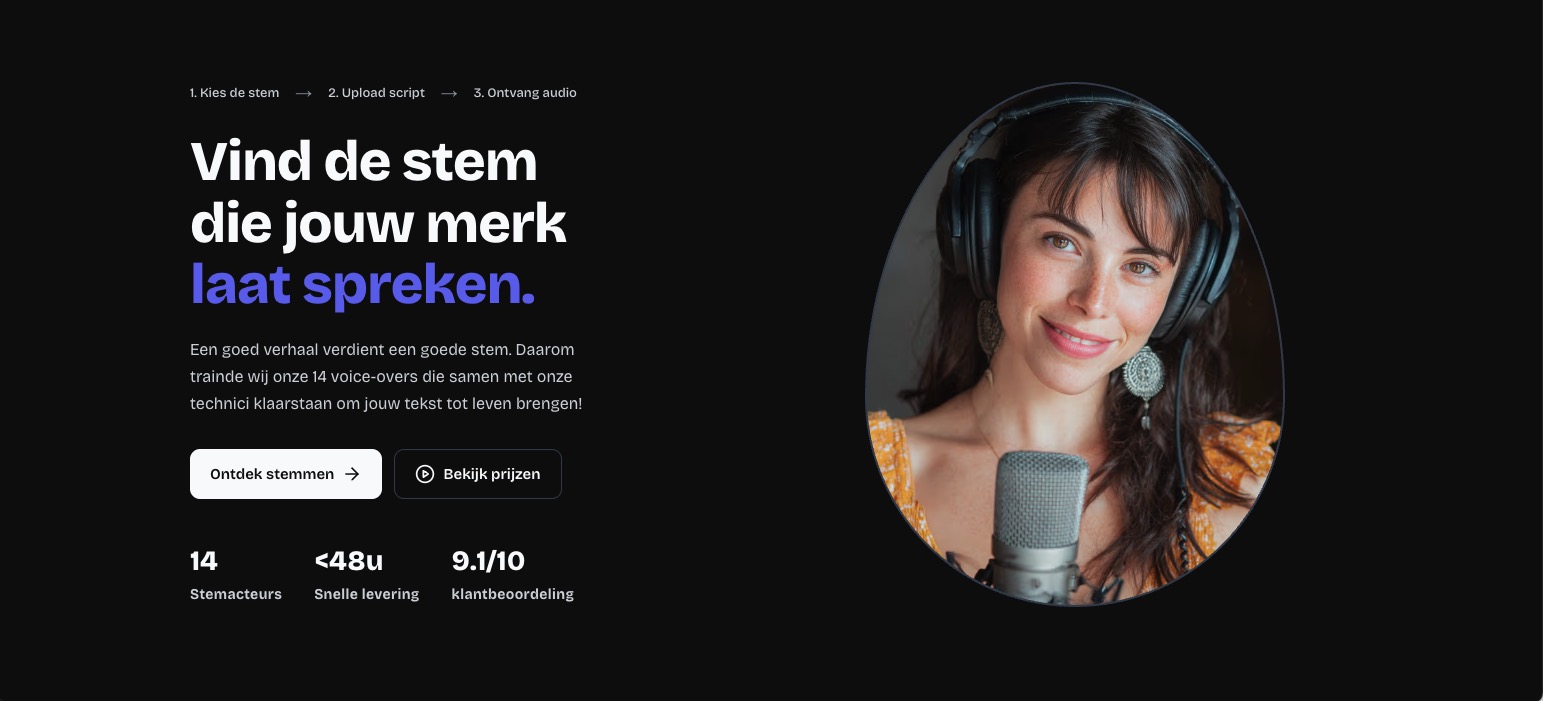 1. Kies de stem → 2. Upload script → 3. Ontvang audio
Vind de stem
die jouw merk
laat spreken.
Een goed verhaal verdient een goede stem. Daarom
trainde wij onze 14 voice-overs die samen met onze
technici klaarstaan om jouw tekst tot leven brengen!
Ontdek stemmen → Bekijk prijzen
14 <48u 9.1/10
Stemacteurs Snelle levering klantbeoordeling